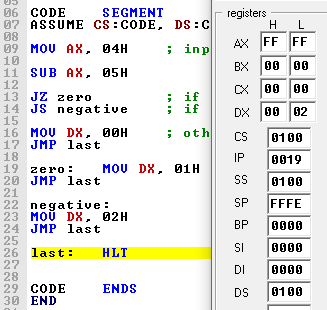 05
06 CODE SEGMENT
07 ASSUME CS:CODE, DS:C
08
09 MOV AX, 04H ; inp
10
11 SUB AX, 05H
12
13 JZ zero ; if
14 JS negative ; if
15
16 MOV DX, 00H ; oth
17 JMP last
18
19 zero: MOV DX, 01H
20 JMP last
21
22 negative:
23 MOV DX, 02H
24 JMP last
25
26 last: HLT
27
28
29 CODE ENDS
30 END
registers
H L
AX FF FF
BX 00 00
CX 00 00
DX 00 02
CS 0100
IP 0019
SS 0100
SP FFFE
BP 0000
SI 0000
DI 0000
DS 0100